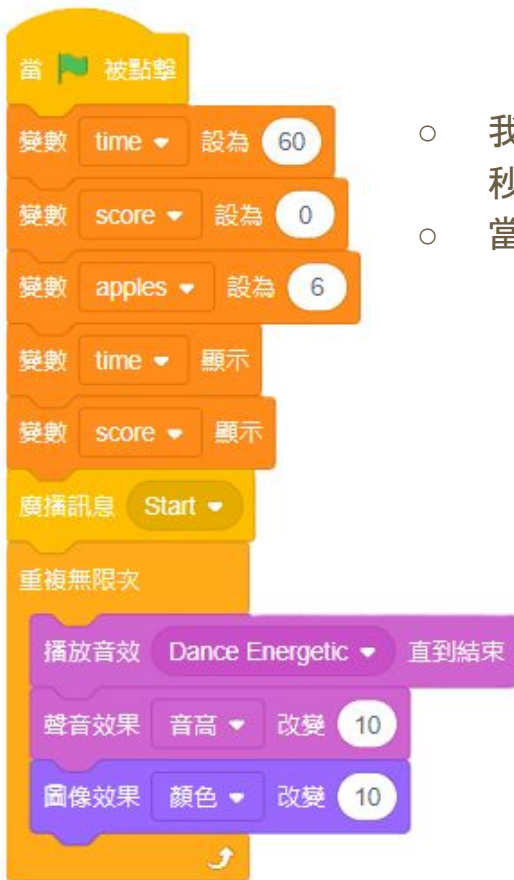 當 被點擊
變數 time 設為 60
變數 score 設為 0
變數 apples 設為 6
變數 time 顯示
變數 score 顯示
廣播訊息 Start
重複無限次
播放音效 Dance Energetic 直到結束
聲音效果 音高 改變 10
圖像效果 顏色 改變 10
○ 我
秒
○ 當